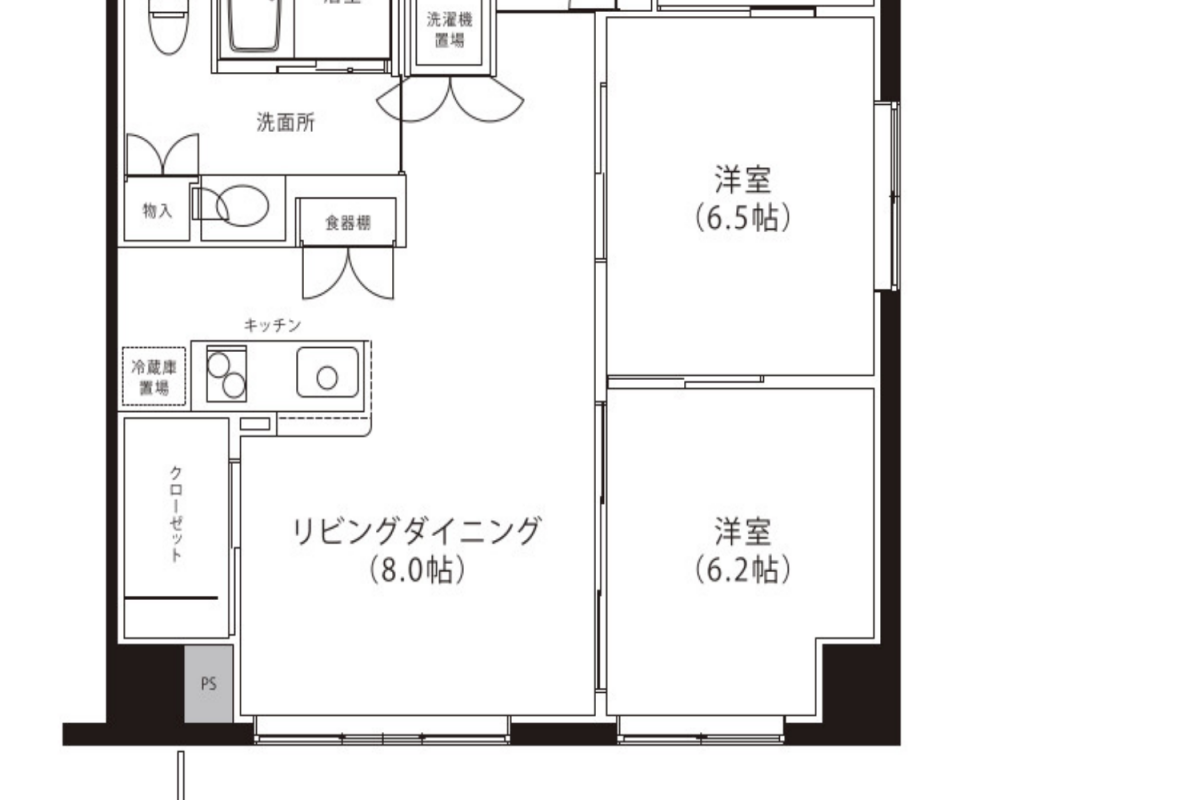 浴室
洗濯機
置場
洗面所
洋室
(6.5帖)
物入
食器棚
キッチン
冷蔵庫
置場
クローゼット
リビングダイニング
(8.0帖)
洋室
(6.2帖)
PS